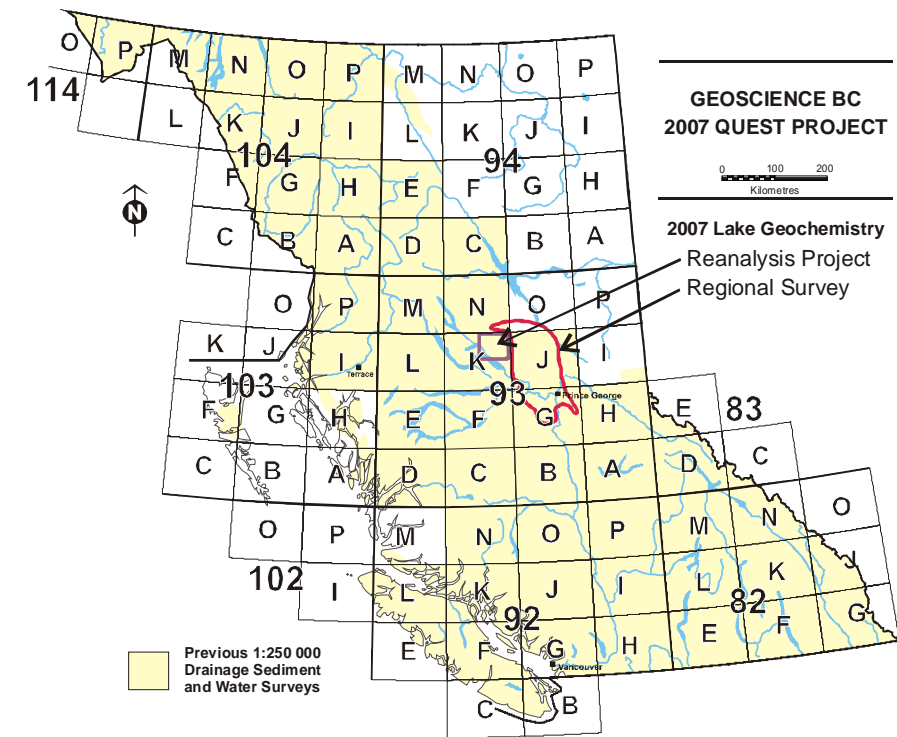 O P M N O P M N O P
114
L K J I L K J I
104
94
F G H E F G H
C B A D C B A
O P M N O P
K J I L K J I
Terrace
103
93
Prince George
F G H E F G H E 83
C B A D C B A D C
O P M N O P M N O
102
I L K J I L K J
92
82
E F G H E F G
Vancouver
C B
N
GEOSCIENCE BC
2007 QUEST PROJECT
0 100 200
Kilometres
2007 Lake Geochemistry
Reanalysis Project
Regional Survey
Previous 1:250 000
Drainage Sediment
and Water Surveys